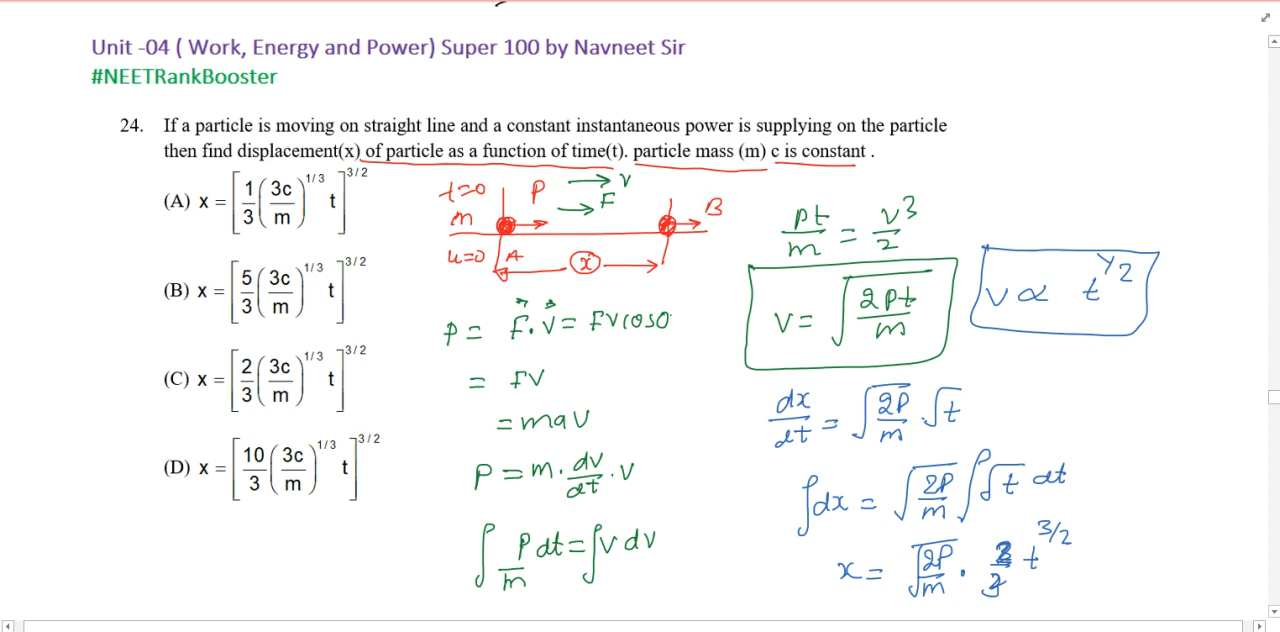 Unit -04 ( Work, Energy and Power) Super 100 by Navneet Sir
#NEETRankBooster
24. If a particle is moving on straight line and a constant instantaneous power is supplying on the particle
then find displacement(x) of particle as a function of time(t). particle mass (m) c is constant .
(A) x = [1/3 (3c/m)^1/3 t]^3/2
(B) x = [5/3 (3c/m)^1/3 t]^3/2
(C) x = [2/3 (3c/m)^1/3 t]^3/2
(D) x = [10/3 (3c/m)^1/3 t]^3/2
t=0 P → v
m → F B
u=0 A x
P = F⃗.v⃗ = FV cos0
= FV
= maV
P = m. dv/dt . v
∫ P/m dt = ∫ v dv
Pt/m = v^3/2
v = √(2Pt/m)
v ∝ t^1/2
dx/dt = √(2P/m) √t
∫dx = √(2P/m) ∫√t dt
x = √(2P/m) . 2/3 t^3/2